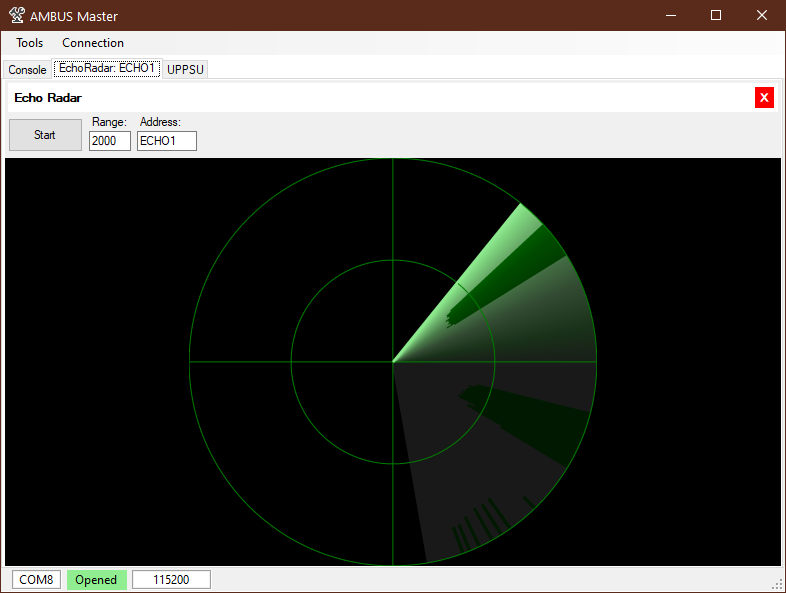 AMBUS Master
Tools Connection
Console EchoRadar: ECHO1 UPPSU
Echo Radar X
Range: Address:
Start 2000 ECHO1
COM8 Opened 115200